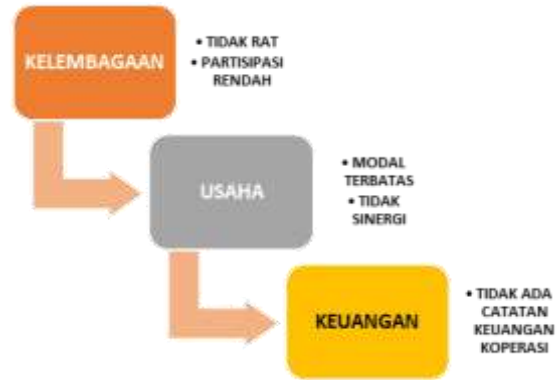 KELEMBAGAAN
• TIDAK RAT
• PARTISIPASI
RENDAH
USAHA
• MODAL
TERBATAS
• TIDAK
SINERGI
KEUANGAN
• TIDAK ADA
CATATAN
KEUANGAN
KOPERASI